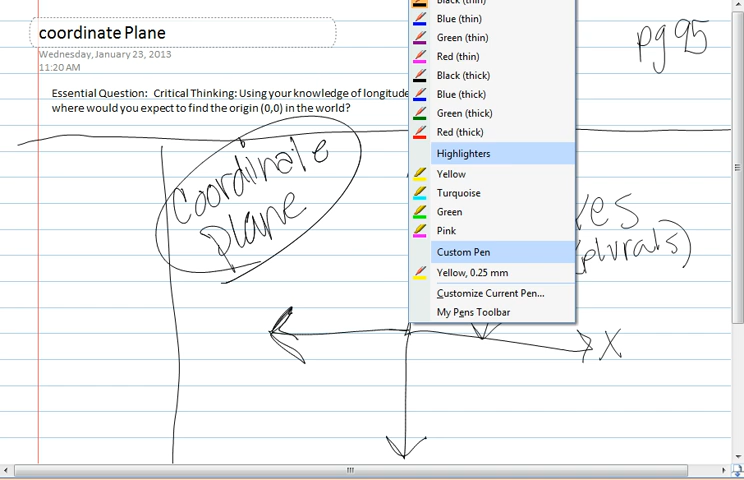 coordinate Plane
Wednesday, January 23, 2013
11:20 AM
pg 95
Essential Question: Critical Thinking: Using your knowledge of longitude
where would you expect to find the origin (0,0) in the world?
Coordinate
Plane
Black (thin)
Blue (thin)
Green (thin)
Red (thin)
Black (thick)
Blue (thick)
Green (thick)
Red (thick)
Highlighters
Yellow
Turquoise
Green
Pink
Custom Pen
Yellow, 0.25 mm
Customize Current Pen...
My Pens Toolbar
plurals)
X